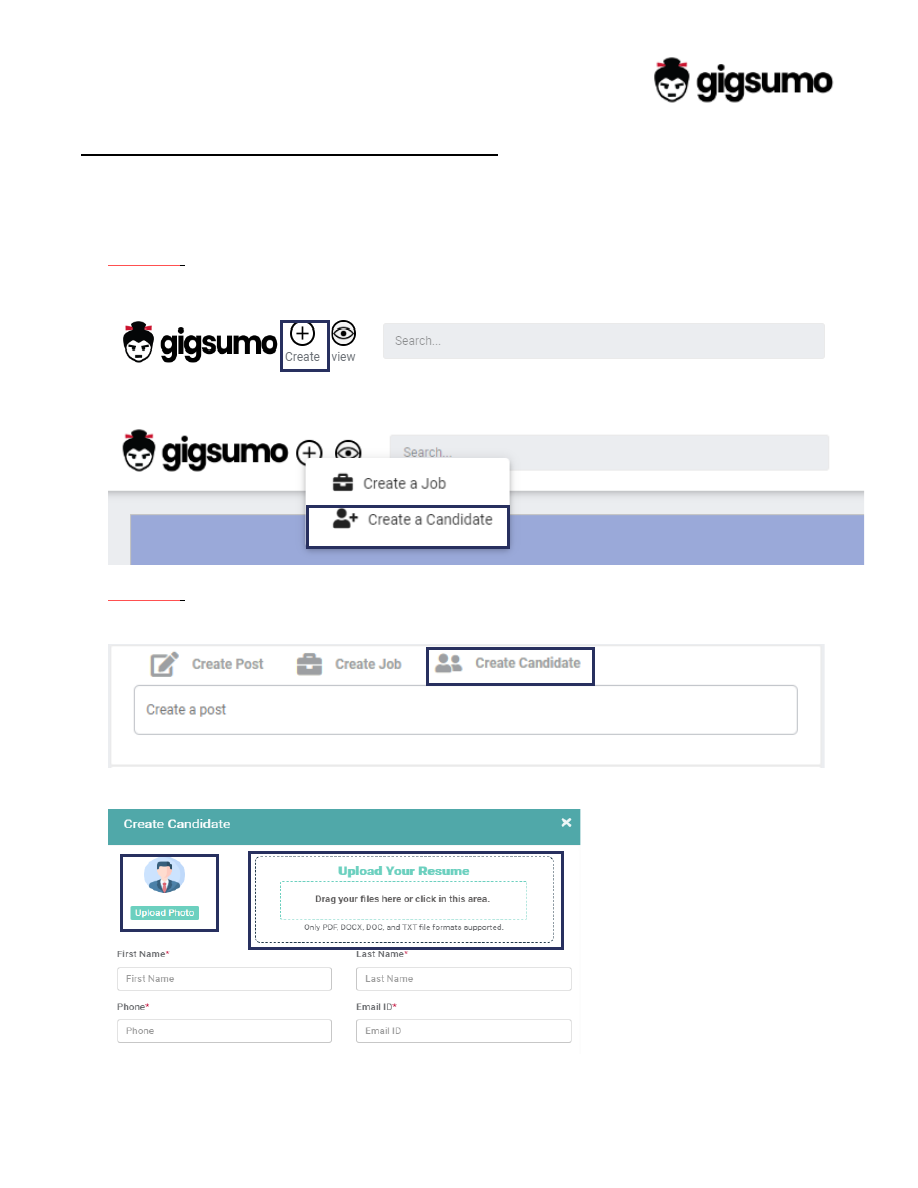 gigsumo
gigsumo
Create view
Search...
gigsumo
Search...
Create a Job
Create a Candidate
Create Post Create Job Create Candidate
Create a post
Create Candidate
Upload Photo
Upload Your Resume
Drag your files here or click in this area.
Only PDF, DOCX, DOC, and TXT file formats supported.
First Name* Last Name*
First Name Last Name
Phone* Email ID*
Phone Email ID